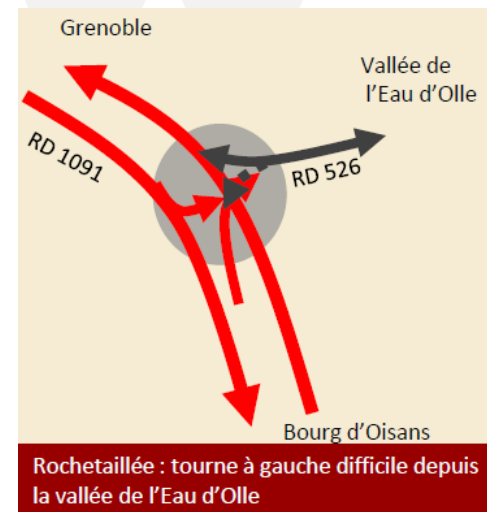 Grenoble
Vallée de
l'Eau d'Olle
RD 1091
RD 526
Bourg d'Oisans
Rochetaillée : tourne à gauche difficile depuis
la vallée de l'Eau d'Olle